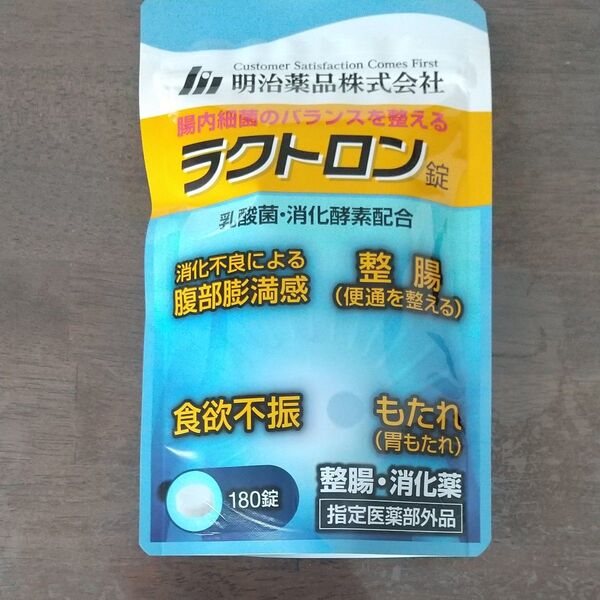 Customer Satisfaction Comes First
明治薬品株式会社
腸内細菌のバランスを整える
ラクトロン錠
乳酸菌・消化酵素配合
消化不良による
腹部膨満感
整腸
(便通を整える)
食欲不振
もたれ
(胃もたれ)
180錠
整腸・消化薬
指定医薬部外品